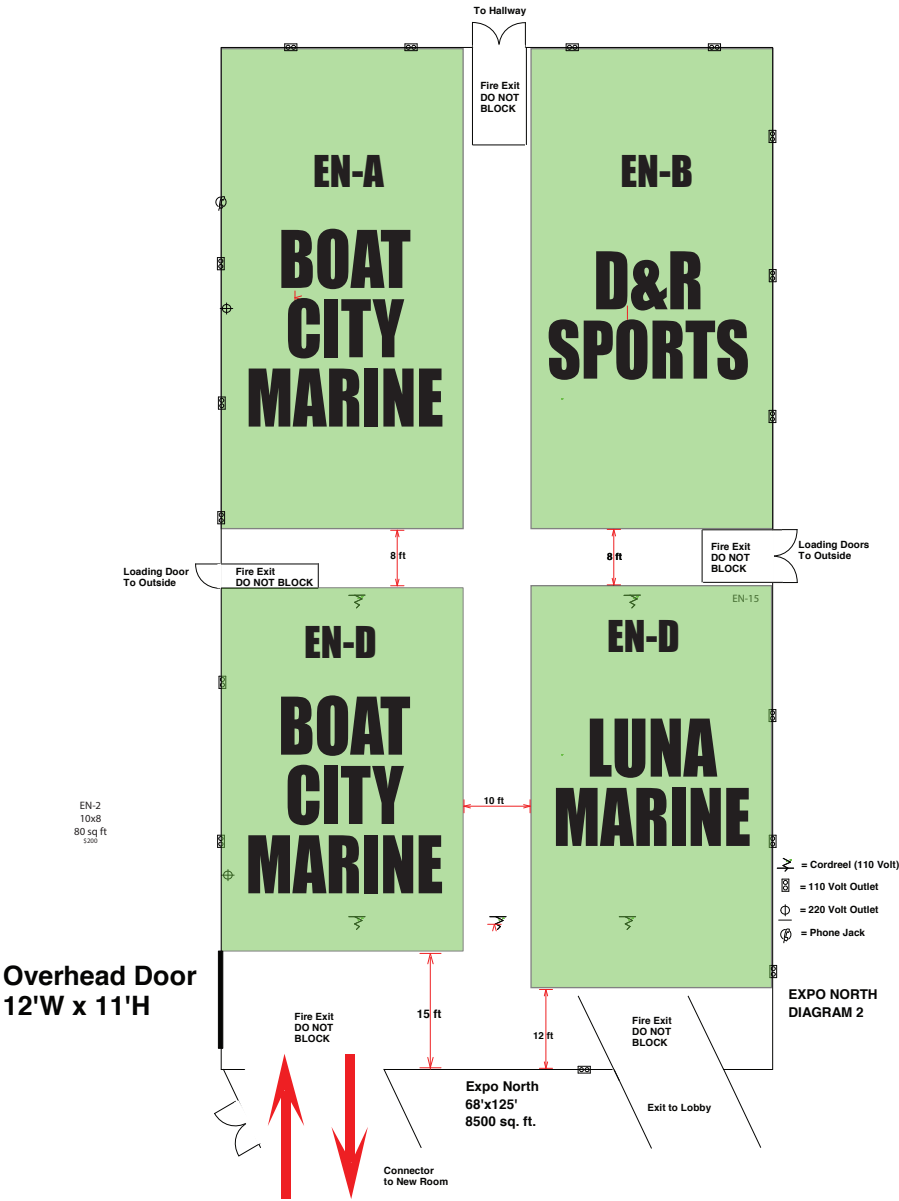 To Hallway
Fire Exit
DO NOT
BLOCK
EN-A
BOAT
CITY
MARINE
EN-B
D&R
SPORTS
8 ft
8 ft
Fire Exit
DO NOT
BLOCK
Loading Doors
To Outside
Loading Door
To Outside
Fire Exit
DO NOT BLOCK
EN-15
EN-D
BOAT
CITY
MARINE
EN-D
LUNA
MARINE
10 ft
EN-2
10x8
80 sq ft
$200
= Cordreel (110 Volt)
= 110 Volt Outlet
= 220 Volt Outlet
= Phone Jack
Overhead Door
12'W x 11'H
EXPO NORTH
DIAGRAM 2
Fire Exit
DO NOT
BLOCK
15 ft
12 ft
Fire Exit
DO NOT
BLOCK
Expo North
68'x125'
8500 sq. ft.
Exit to Lobby
Connector
to New Room